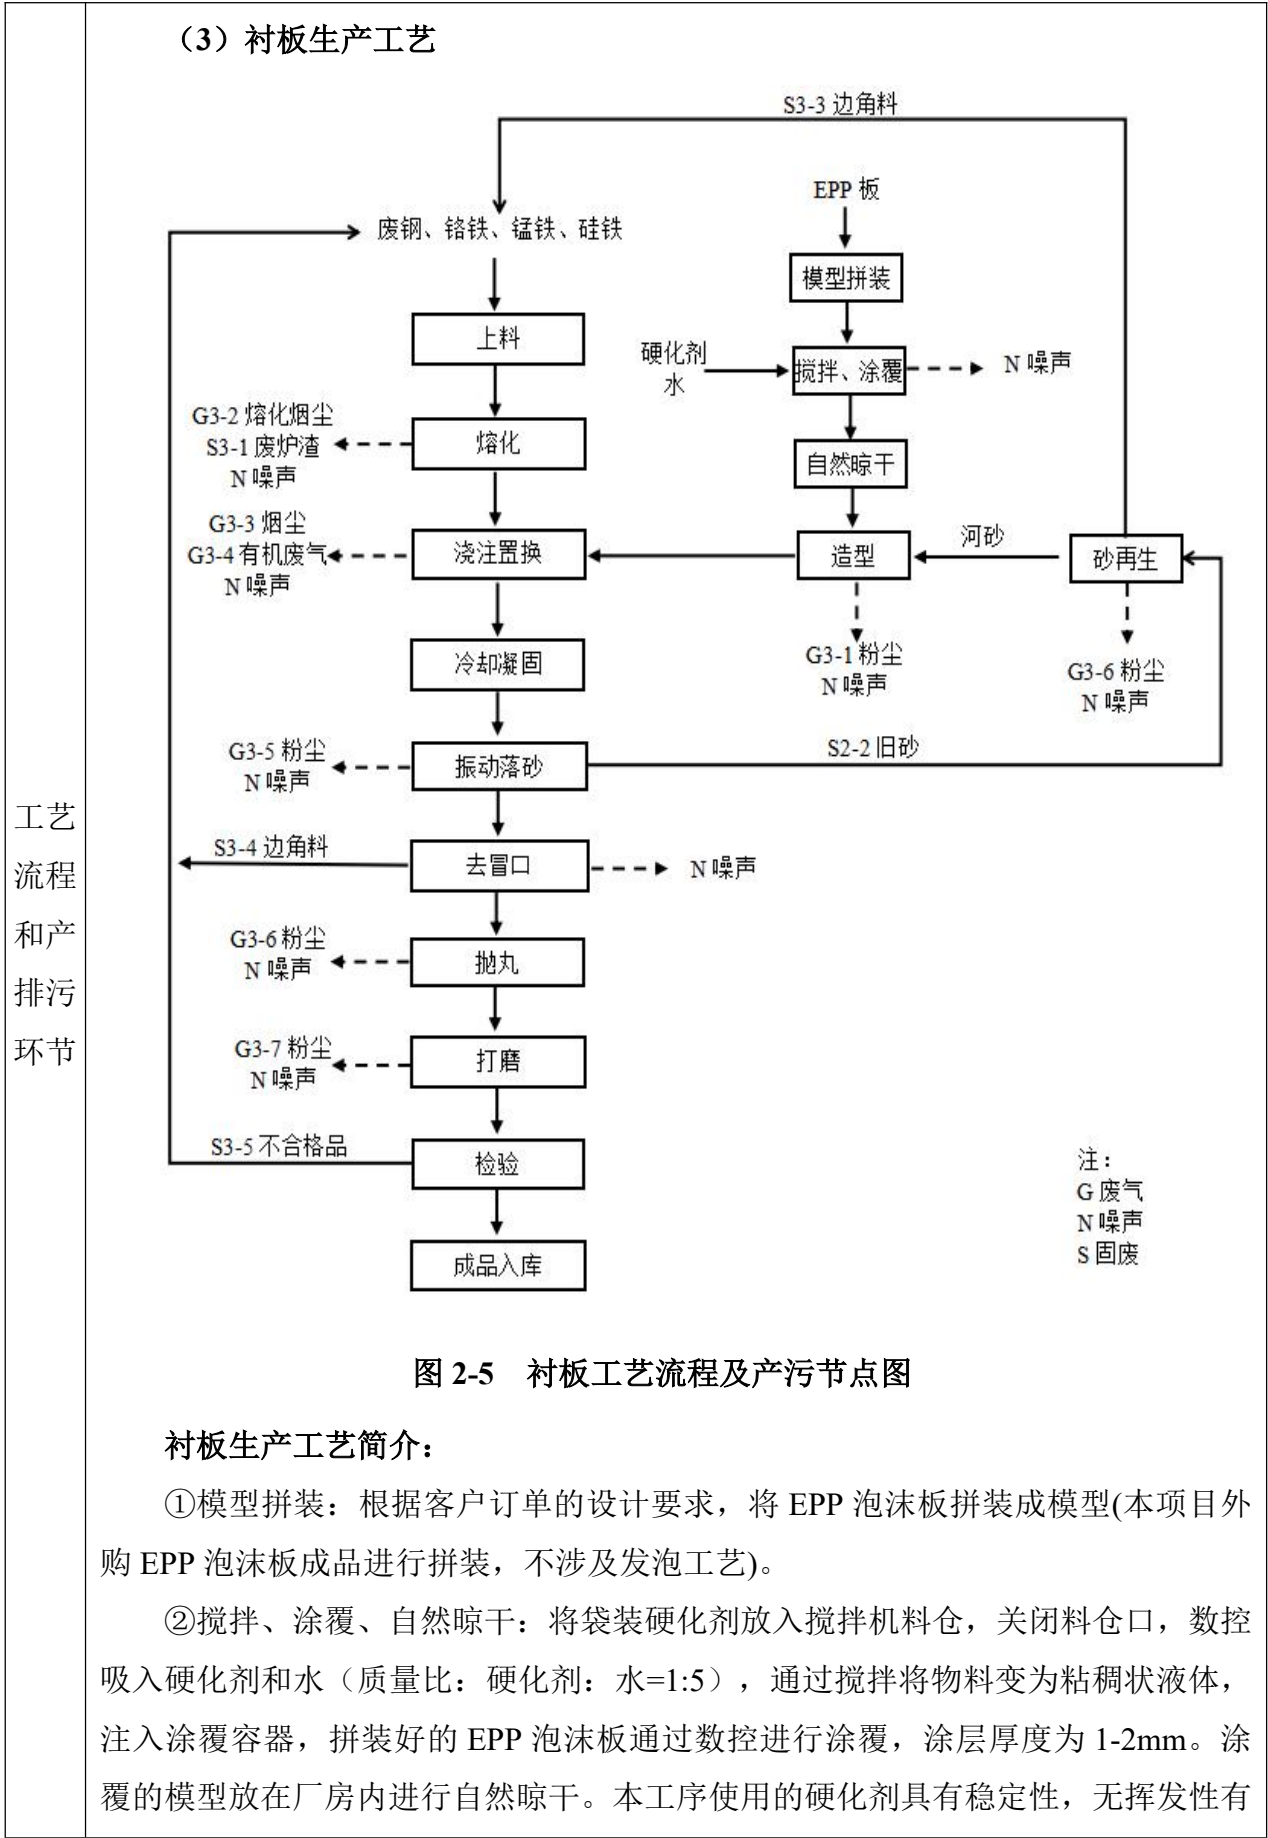 （3）衬板生产工艺
S3-3 边角料
EPP 板
废钢、铬铁、锰铁、硅铁
模型拼装
上料
硬化剂
水
搅拌、涂覆
N 噪声
G3-2 熔化烟尘
S3-1 废炉渣
N 噪声
熔化
自然晾干
G3-3 烟尘
G3-4 有机废气
N 噪声
浇注置换
造型
河砂
砂再生
G3-1 粉尘
N 噪声
G3-6 粉尘
N 噪声
冷却凝固
G3-5 粉尘
N 噪声
振动落砂
S2-2 旧砂
S3-4 边角料
去冒口
N 噪声
G3-6 粉尘
N 噪声
抛丸
G3-7 粉尘
N 噪声
打磨
S3-5 不合格品
检验
成品入库
注：
G 废气
N 噪声
S 固废
工艺
流程
和产
排污
环节
图 2-5 衬板工艺流程及产污节点图
衬板生产工艺简介：
①模型拼装：根据客户订单的设计要求，将 EPP 泡沫板拼装成模型(本项目外
购 EPP 泡沫板成品进行拼装，不涉及发泡工艺)。
②搅拌、涂覆、自然晾干：将袋装硬化剂放入搅拌机料仓，关闭料仓口，数控
吸入硬化剂和水（质量比：硬化剂：水=1:5），通过搅拌将物料变为粘稠状液体，
注入涂覆容器，拼装好的 EPP 泡沫板通过数控进行涂覆，涂层厚度为 1-2mm。涂
覆的模型放在厂房内进行自然晾干。本工序使用的硬化剂具有稳定性，无挥发性有